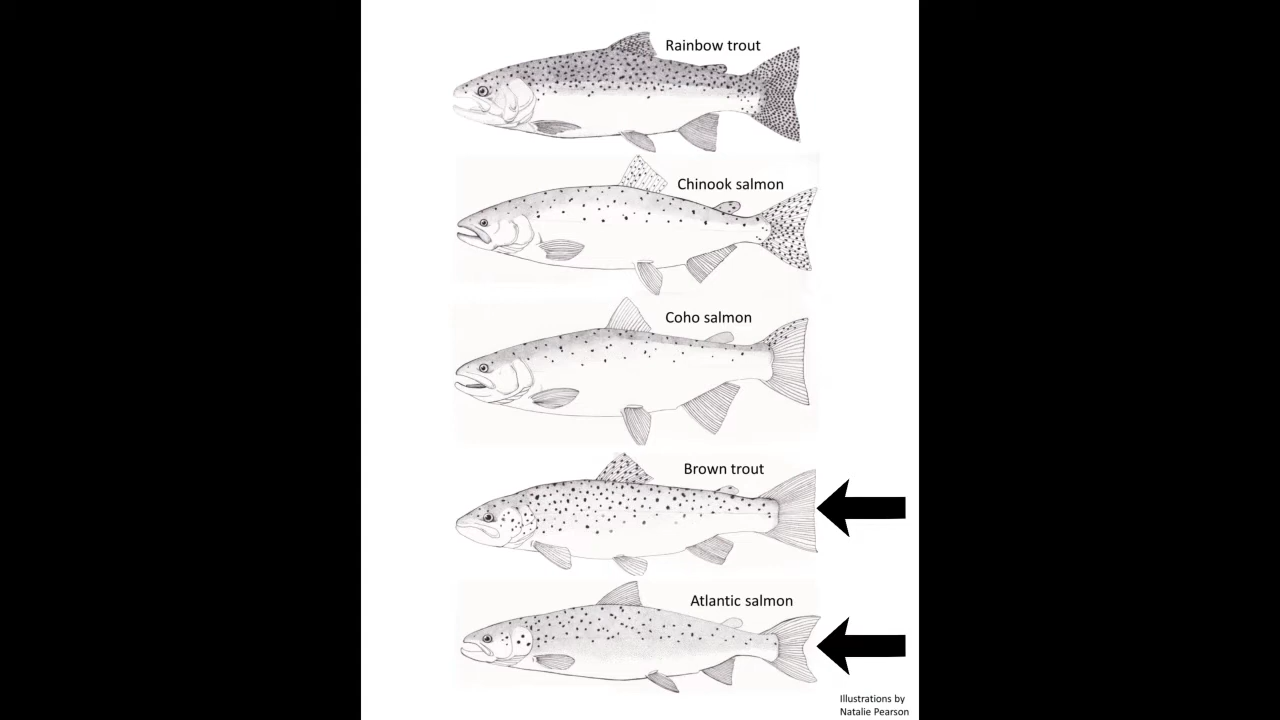 Rainbow trout
Chinook salmon
Coho salmon
Brown trout
Atlantic salmon
Illustrations by
Natalie Pearson